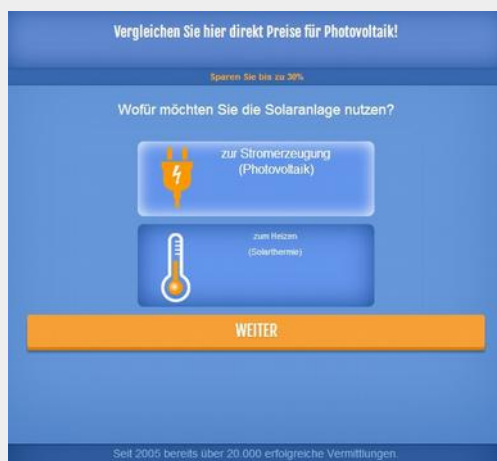 Vergleichen Sie hier direkt Preise für Photovoltaik!
Sparen Sie bis zu 30%
Wofür möchten Sie die Solaranlage nutzen?
zur Stromerzeugung
(Photovoltaik)
zum Heizen
(Solarthermie)
WEITER
Seit 2005 bereits über 20.000 erfolgreiche Vermittlungen.